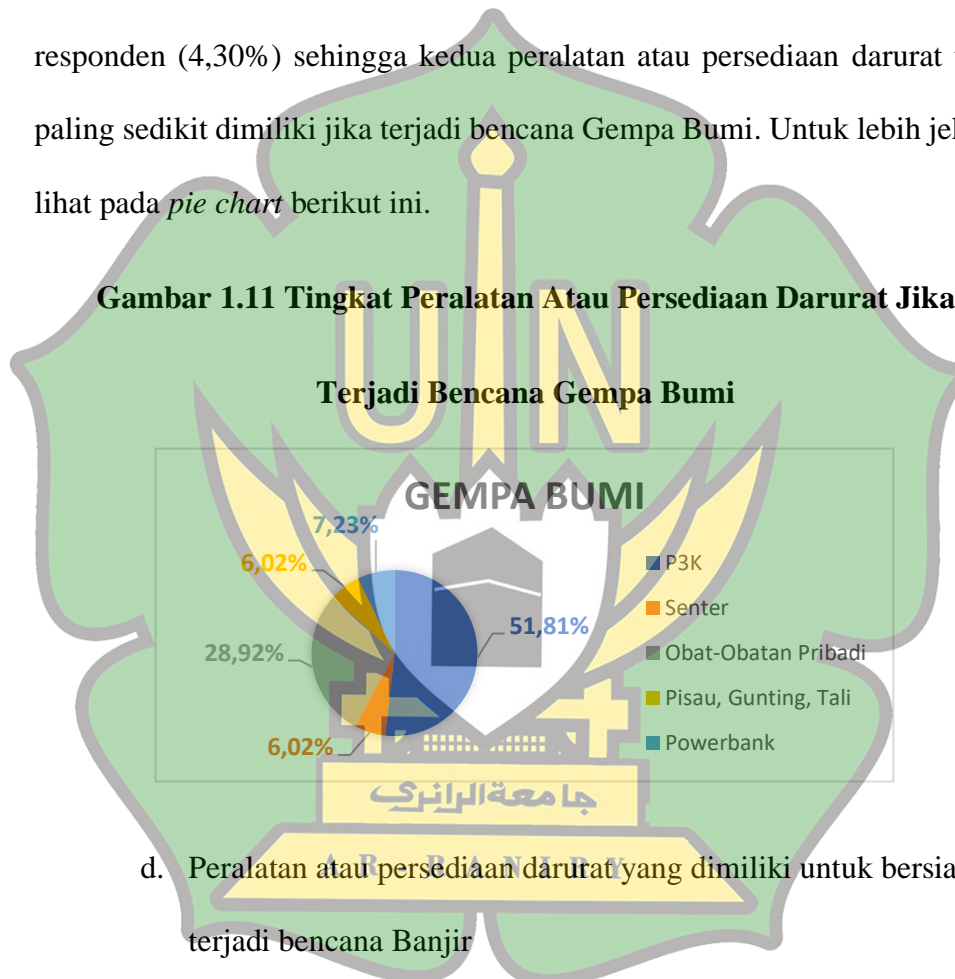 responden (4,30%) sehingga kedua peralatan atau persediaan darurat
paling sedikit dimiliki jika terjadi bencana Gempa Bumi. Untuk lebih
lihat pada pie chart berikut ini.
Gambar 1.11 Tingkat Peralatan Atau Persediaan Darurat Jika
Terjadi Bencana Gempa Bumi
UIN
GEMPA BUMI
7,23%
6,02%
51,81%
28,92%
6,02%
P3K
Senter
Obat-Obatan Pribadi
Pisau, Gunting, Tali
Powerbank
جامعة الرانري
AR - RANIRY
d. Peralatan atau persediaan darurat yang dimiliki untuk
terjadi bencana Banjir